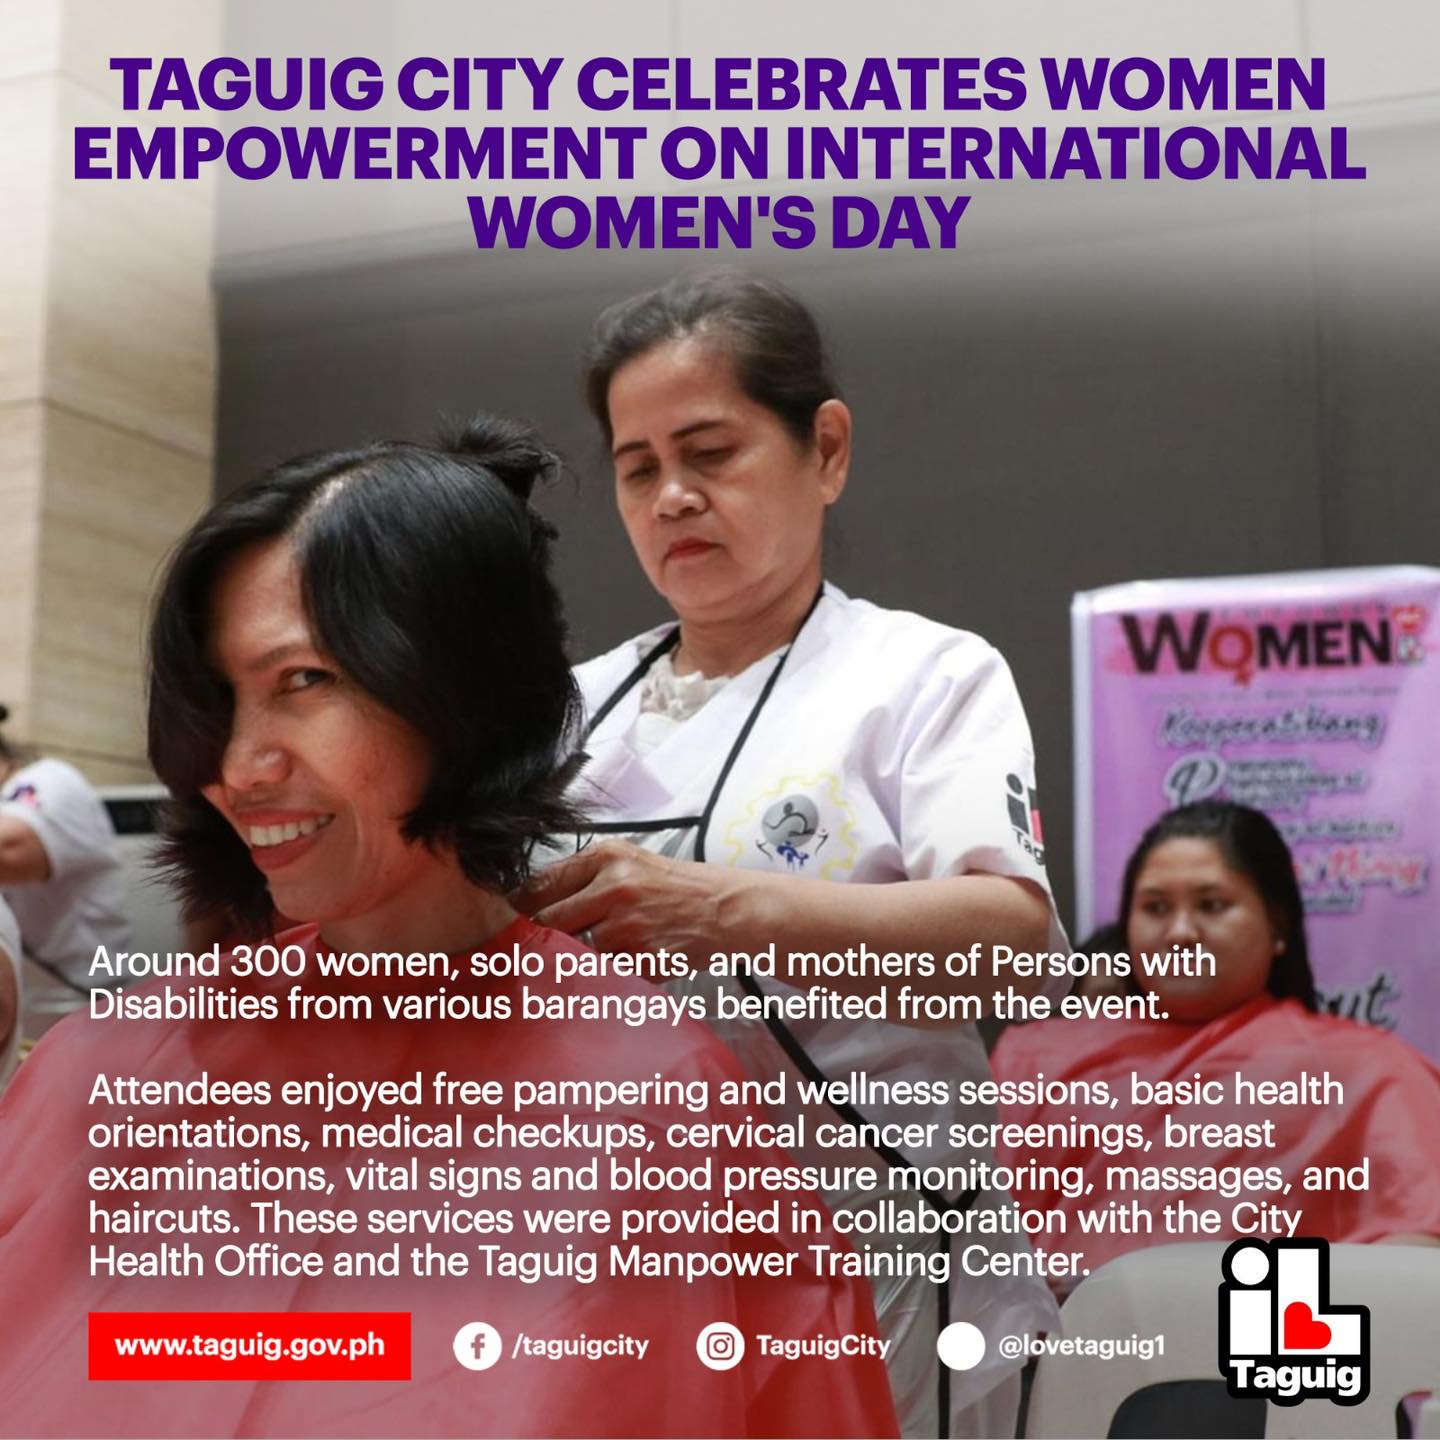 TAGUIG CITY CELEBRATES WOMEN
EMPOWERMENT ON INTERNATIONAL
WOMEN'S DAY
WOMEN
Kooperatibang
iL
Around 300 women, solo parents, and mothers of Persons with
Disabilities from various barangays benefited from the event.
Attendees enjoyed free pampering and wellness sessions, basic health
orientations, medical checkups, cervical cancer screenings, breast
examinations, vital signs and blood pressure monitoring, massages, and
haircuts. These services were provided in collaboration with the City
Health Office and the Taguig Manpower Training Center.
www.taguig.gov.ph
/taguigcity
TaguigCity
@lovetaguig1
iL
Taguig